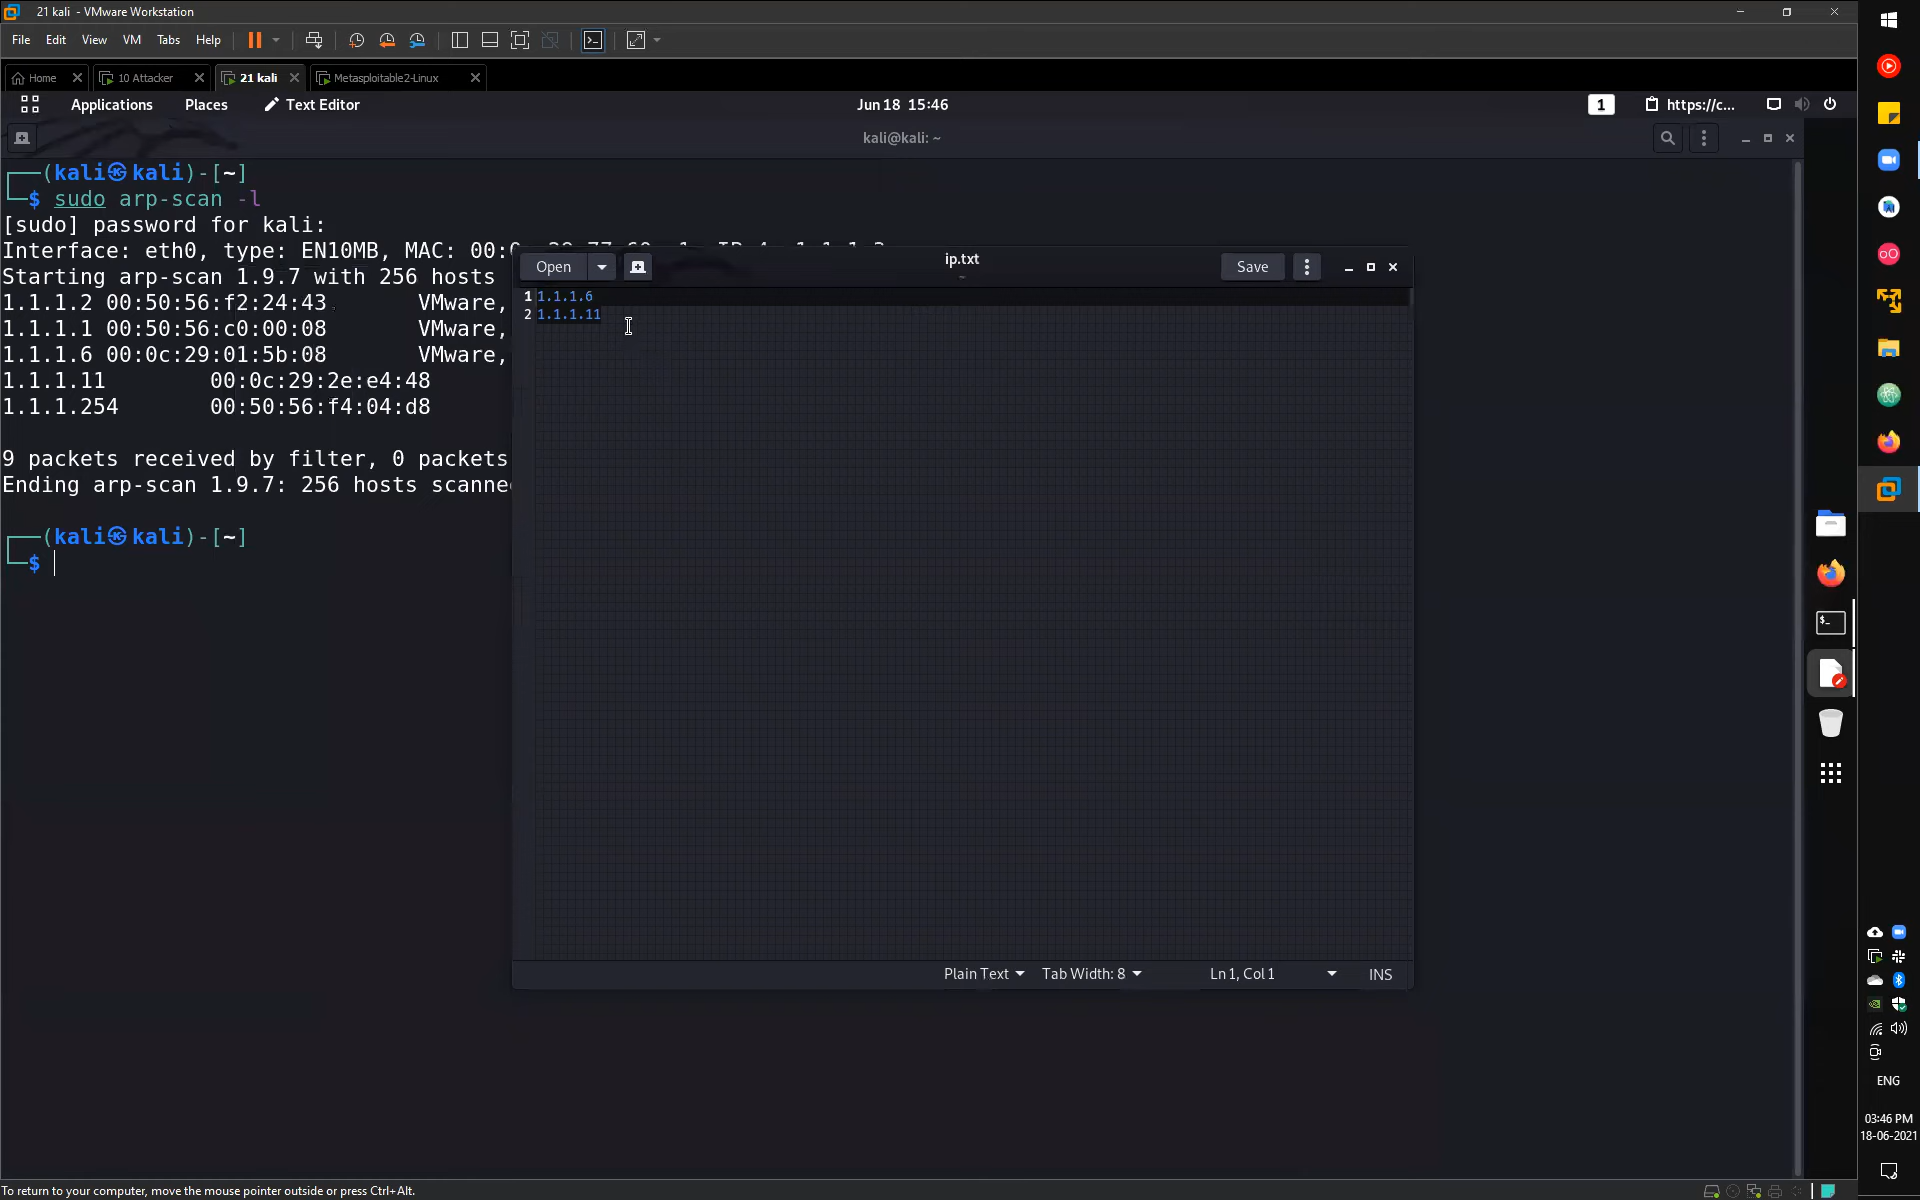 21 kali - VMware Workstation
File Edit View VM Tabs Help
Home 10 Attacker 21 kali Metasploitable2-Linux
Applications Places Text Editor Jun 18 15:46 1 https://c...
kali@kali: ~
(kali㉿kali)-[~]
$ sudo arp-scan -l
[sudo] password for kali:
Interface: eth0, type: EN10MB, MAC:
Starting arp-scan 1.9.7 with 256 hosts
1.1.1.2 00:50:56:f2:24:43 VMware,
1.1.1.1 00:50:56:c0:00:08 VMware,
1.1.1.6 00:0c:29:01:5b:08 VMware,
1.1.1.11 00:0c:29:2e:e4:48
1.1.1.254 00:50:56:f4:04:d8
9 packets received by filter, 0 packets
Ending arp-scan 1.9.7: 256 hosts scanned
(kali㉿kali)-[~]
$
Open ip.txt Save
~
1 1.1.1.6
2 1.1.1.11
Plain Text Tab Width: 8 Ln 1, Col 1 INS
ENG
03:46 PM
18-06-2021
To return to your computer, move the mouse pointer outside or press Ctrl+Alt.